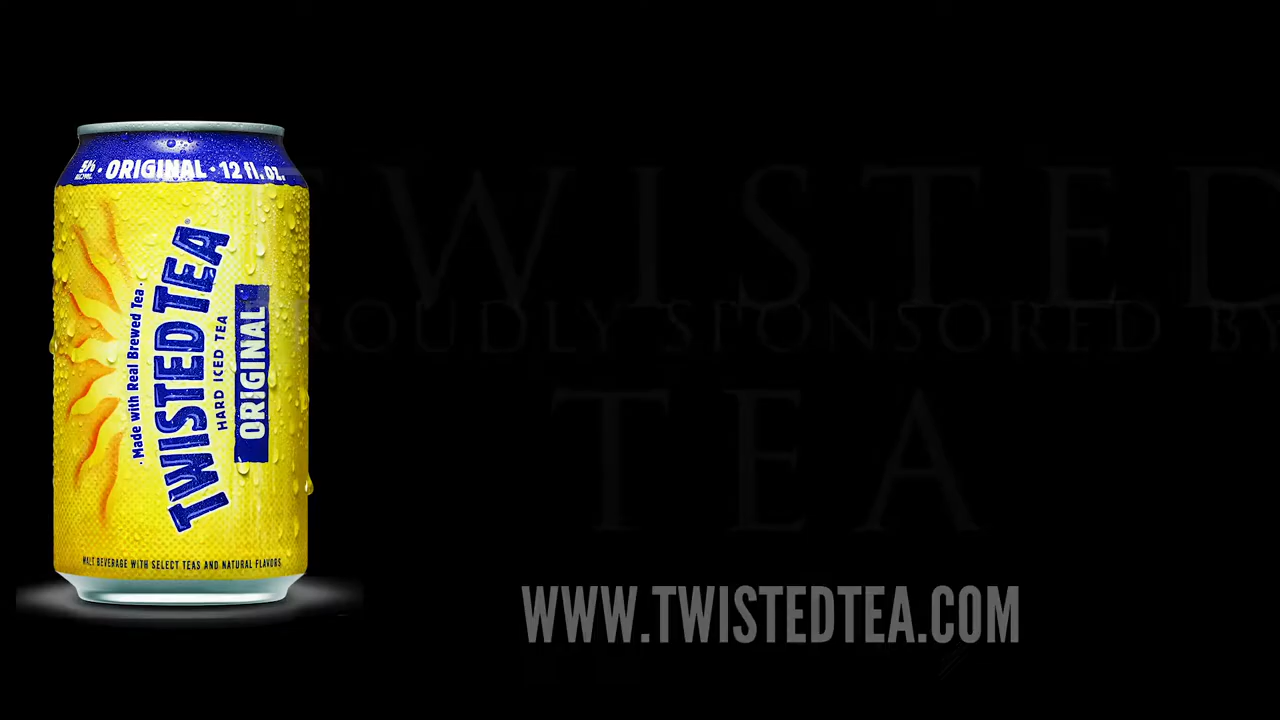 5% ALC/VOL · ORIGINAL · 12 fl. oz.
· Made with Real Brewed Tea ·
TWISTED TEA®
HARD ICED TEA
ORIGINAL
MALT BEVERAGE WITH SELECT TEAS AND NATURAL FLAVORS
TWISTED
PROUDLY SPONSORED BY
TEA
WWW.TWISTEDTEA.COM